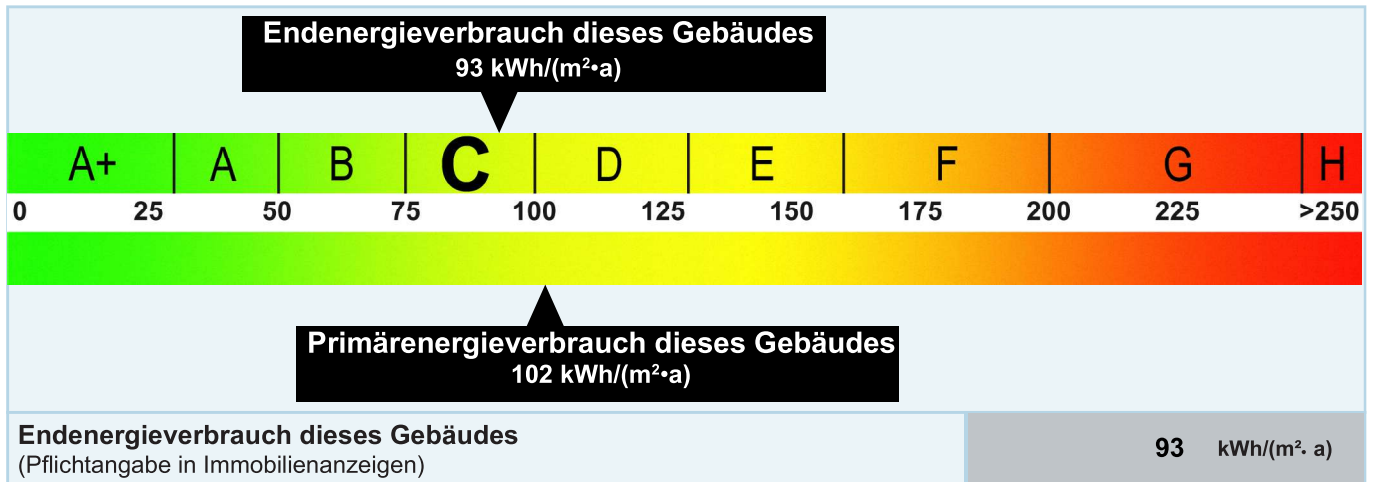 Endenergieverbrauch dieses Gebäudes
93 kWh/(m²•a)
A+ A B C D E F G H
0 25 50 75 100 125 150 175 200 225 >250
Primärenergieverbrauch dieses Gebäudes
102 kWh/(m²•a)
Endenergieverbrauch dieses Gebäudes 93 kWh/(m²· a)
(Pflichtangabe in Immobilienanzeigen)